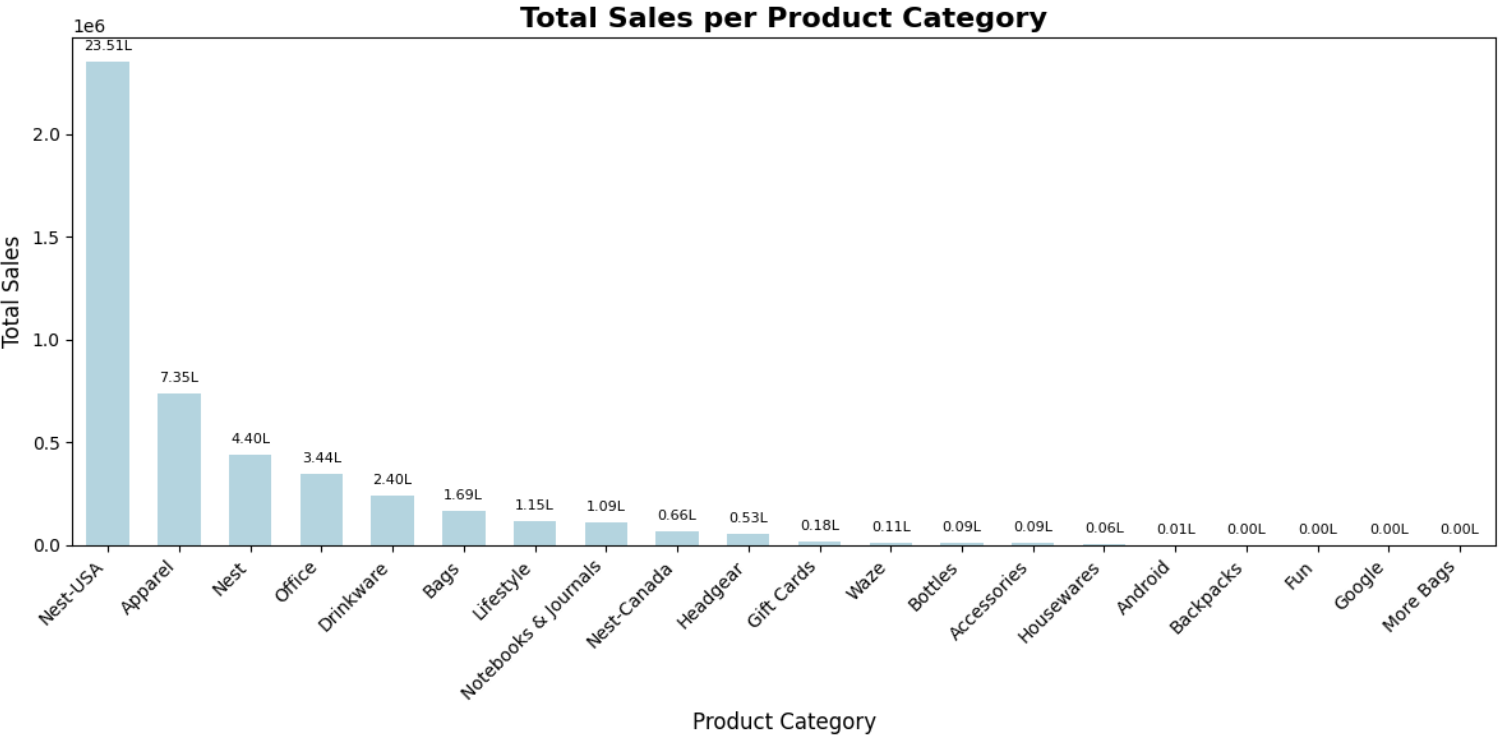 Total Sales per Product Category
1e6
23.51L
7.35L
4.40L
3.44L
2.40L
1.69L
1.15L
1.09L
0.66L
0.53L
0.18L
0.11L
0.09L
0.09L
0.06L
0.01L
0.00L
0.00L
0.00L
0.00L
2.0
1.5
1.0
0.5
0.0
Total Sales
Nest-USA
Apparel
Nest
Office
Drinkware
Bags
Lifestyle
Notebooks & Journals
Nest-Canada
Headgear
Gift Cards
Waze
Bottles
Accessories
Housewares
Android
Backpacks
Fun
Google
More Bags
Product Category